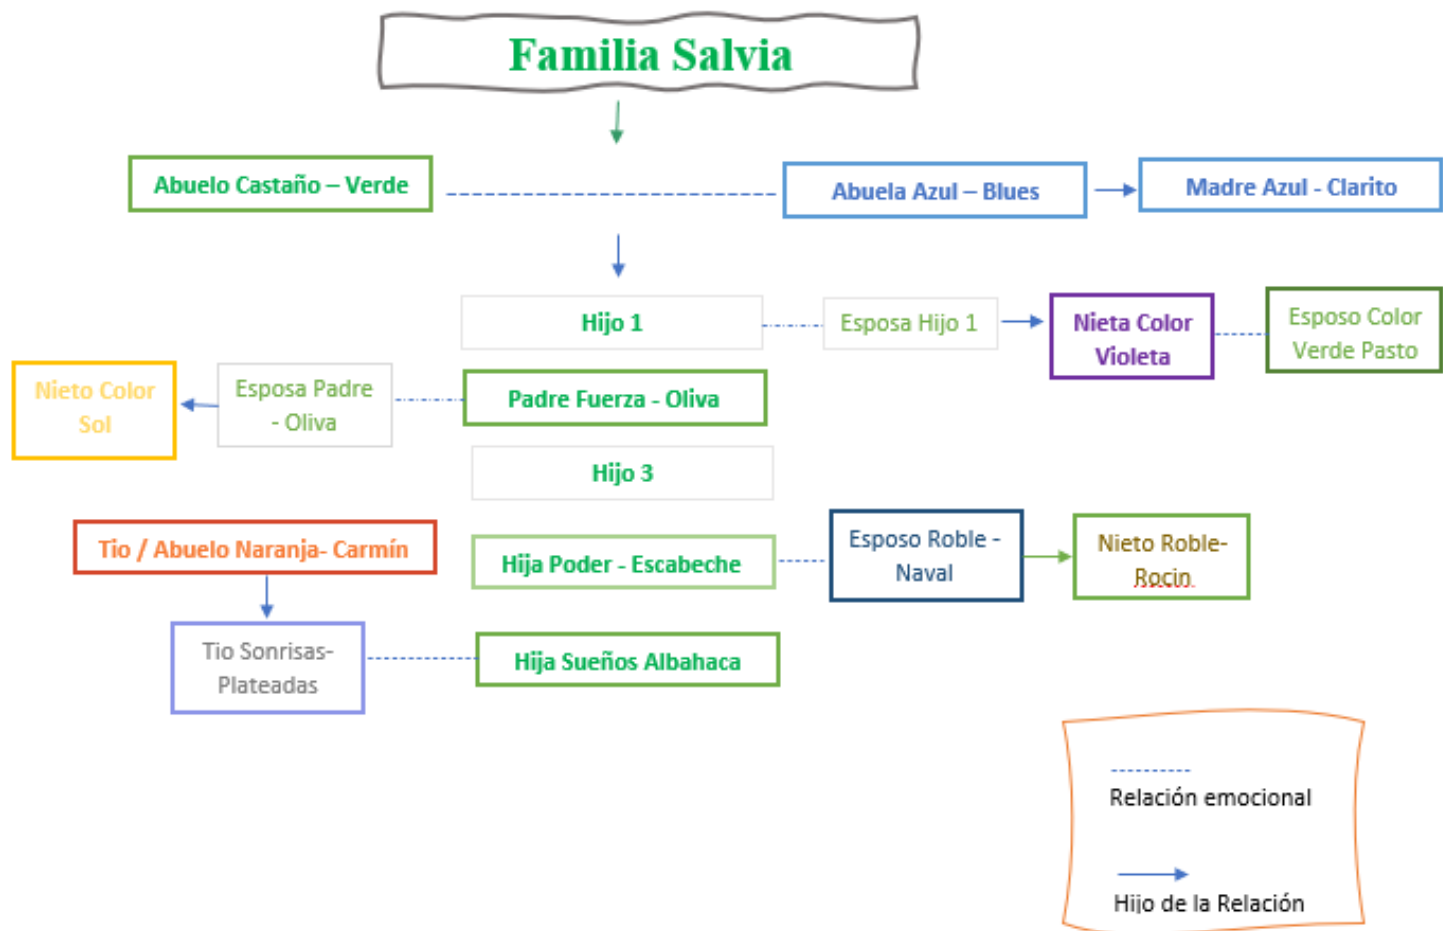 Familia Salvia
Abuelo Castaño – Verde
Abuela Azul – Blues
Madre Azul - Clarito
Hijo 1
Esposa Hijo 1
Nieta Color
Violeta
Esposo Color
Verde Pasto
Nieto Color
Sol
Esposa Padre
- Oliva
Padre Fuerza - Oliva
Hijo 3
Tio / Abuelo Naranja- Carmín
Hija Poder - Escabeche
Esposo Roble -
Naval
Nieto Roble-
Rocin
Tio Sonrisas-
Plateadas
Hija Sueños Albahaca
Relación emocional
Hijo de la Relación